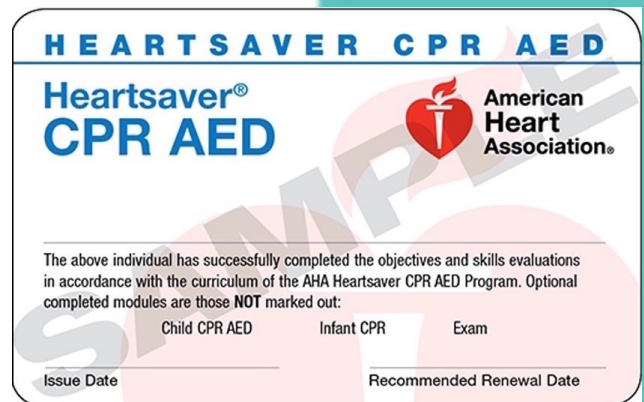 HEARTSAVER CPR AED
Heartsaver®
CPR AED
American
Heart
Association®
SAMPLE
The above individual has successfully completed the objectives and skills evaluations
in accordance with the curriculum of the AHA Heartsaver CPR AED Program. Optional
completed modules are those NOT marked out:
Child CPR AED Infant CPR Exam
Issue Date Recommended Renewal Date